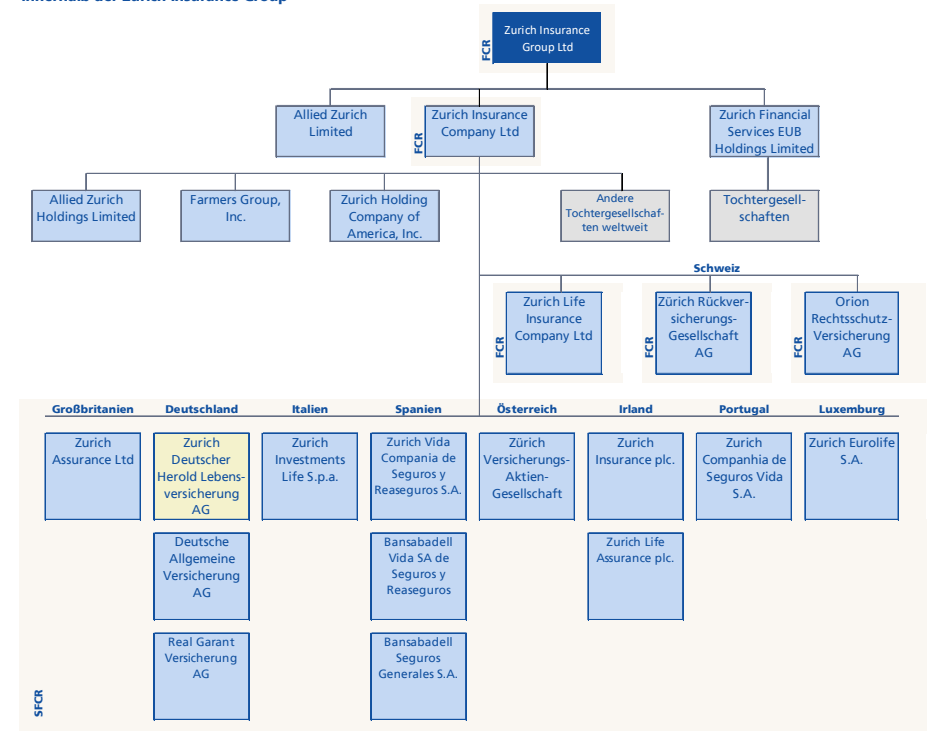 innerhalb der Zurich Insurance Group
FCR
Zurich Insurance
Group Ltd
Allied Zurich
Limited
FCR
Zurich Insurance
Company Ltd
Zurich Financial
Services EUB
Holdings Limited
Allied Zurich
Holdings Limited
Farmers Group,
Inc.
Zurich Holding
Company of
America, Inc.
Andere
Tochtergesellschaf-
ten weltweit
Tochtergesell-
schaften
Schweiz
FCR
Zurich Life
Insurance
Company Ltd
FCR
Zürich Rückver-
sicherungs-
Gesellschaft
AG
FCR
Orion
Rechtsschutz-
Versicherung
AG
Großbritanien
Deutschland
Italien
Spanien
Österreich
Irland
Portugal
Luxemburg
Zurich
Assurance Ltd
Zurich
Deutscher
Herold Lebens-
versicherung
AG
Zurich
Investments
Life S.p.a.
Zurich Vida
Compania de
Seguros y
Reaseguros S.A.
Zürich
Versicherungs-
Aktien-
Gesellschaft
Zurich
Insurance plc.
Zurich
Companhia de
Seguros Vida
S.A.
Zurich Eurolife
S.A.
Deutsche
Allgemeine
Versicherung
AG
Bansabadell
Vida SA de
Seguros y
Reaseguros
Zurich Life
Assurance plc.
Real Garant
Versicherung
AG
Bansabadell
Seguros
Generales S.A.
SFCR